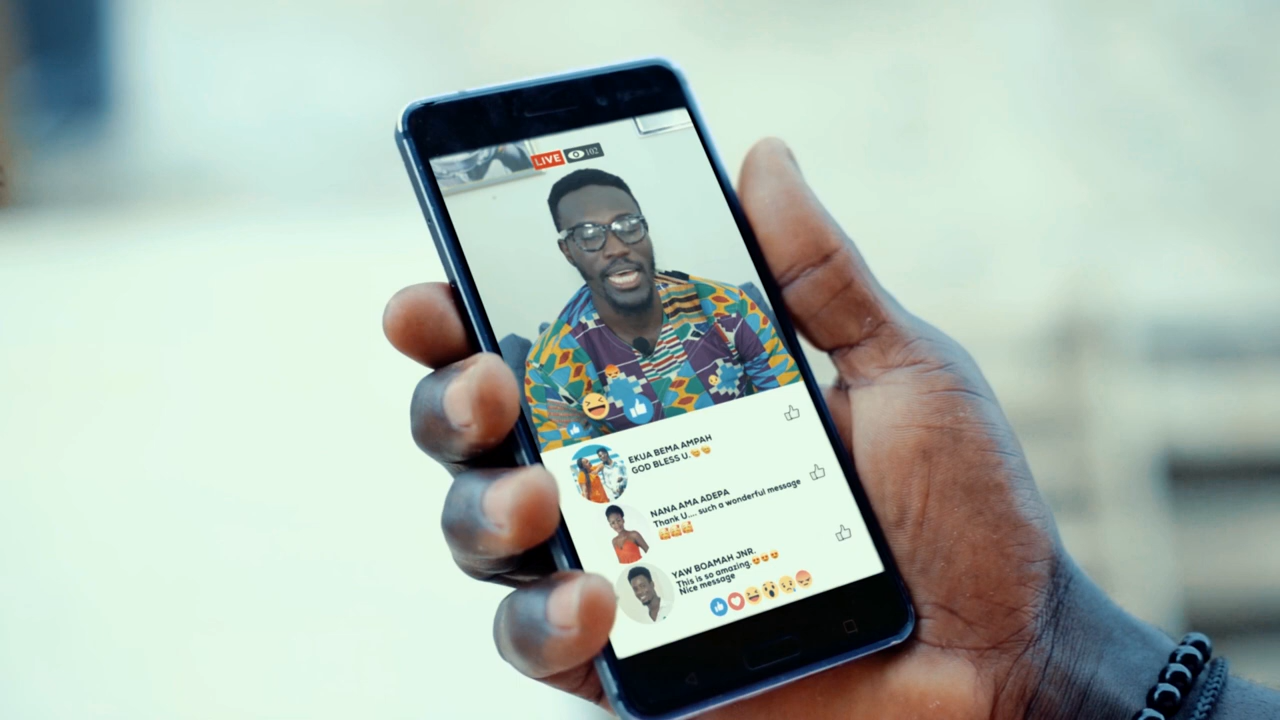 LIVE 102
EKUA BEMA AMPAH
GOD BLESS U.😍😍
NANA AMA ADEPA
Thank U.... such a wonderful message
🥰🥰🥰
YAW BOAMAH JNR.
This is so amazing.😍😍😍
Nice message